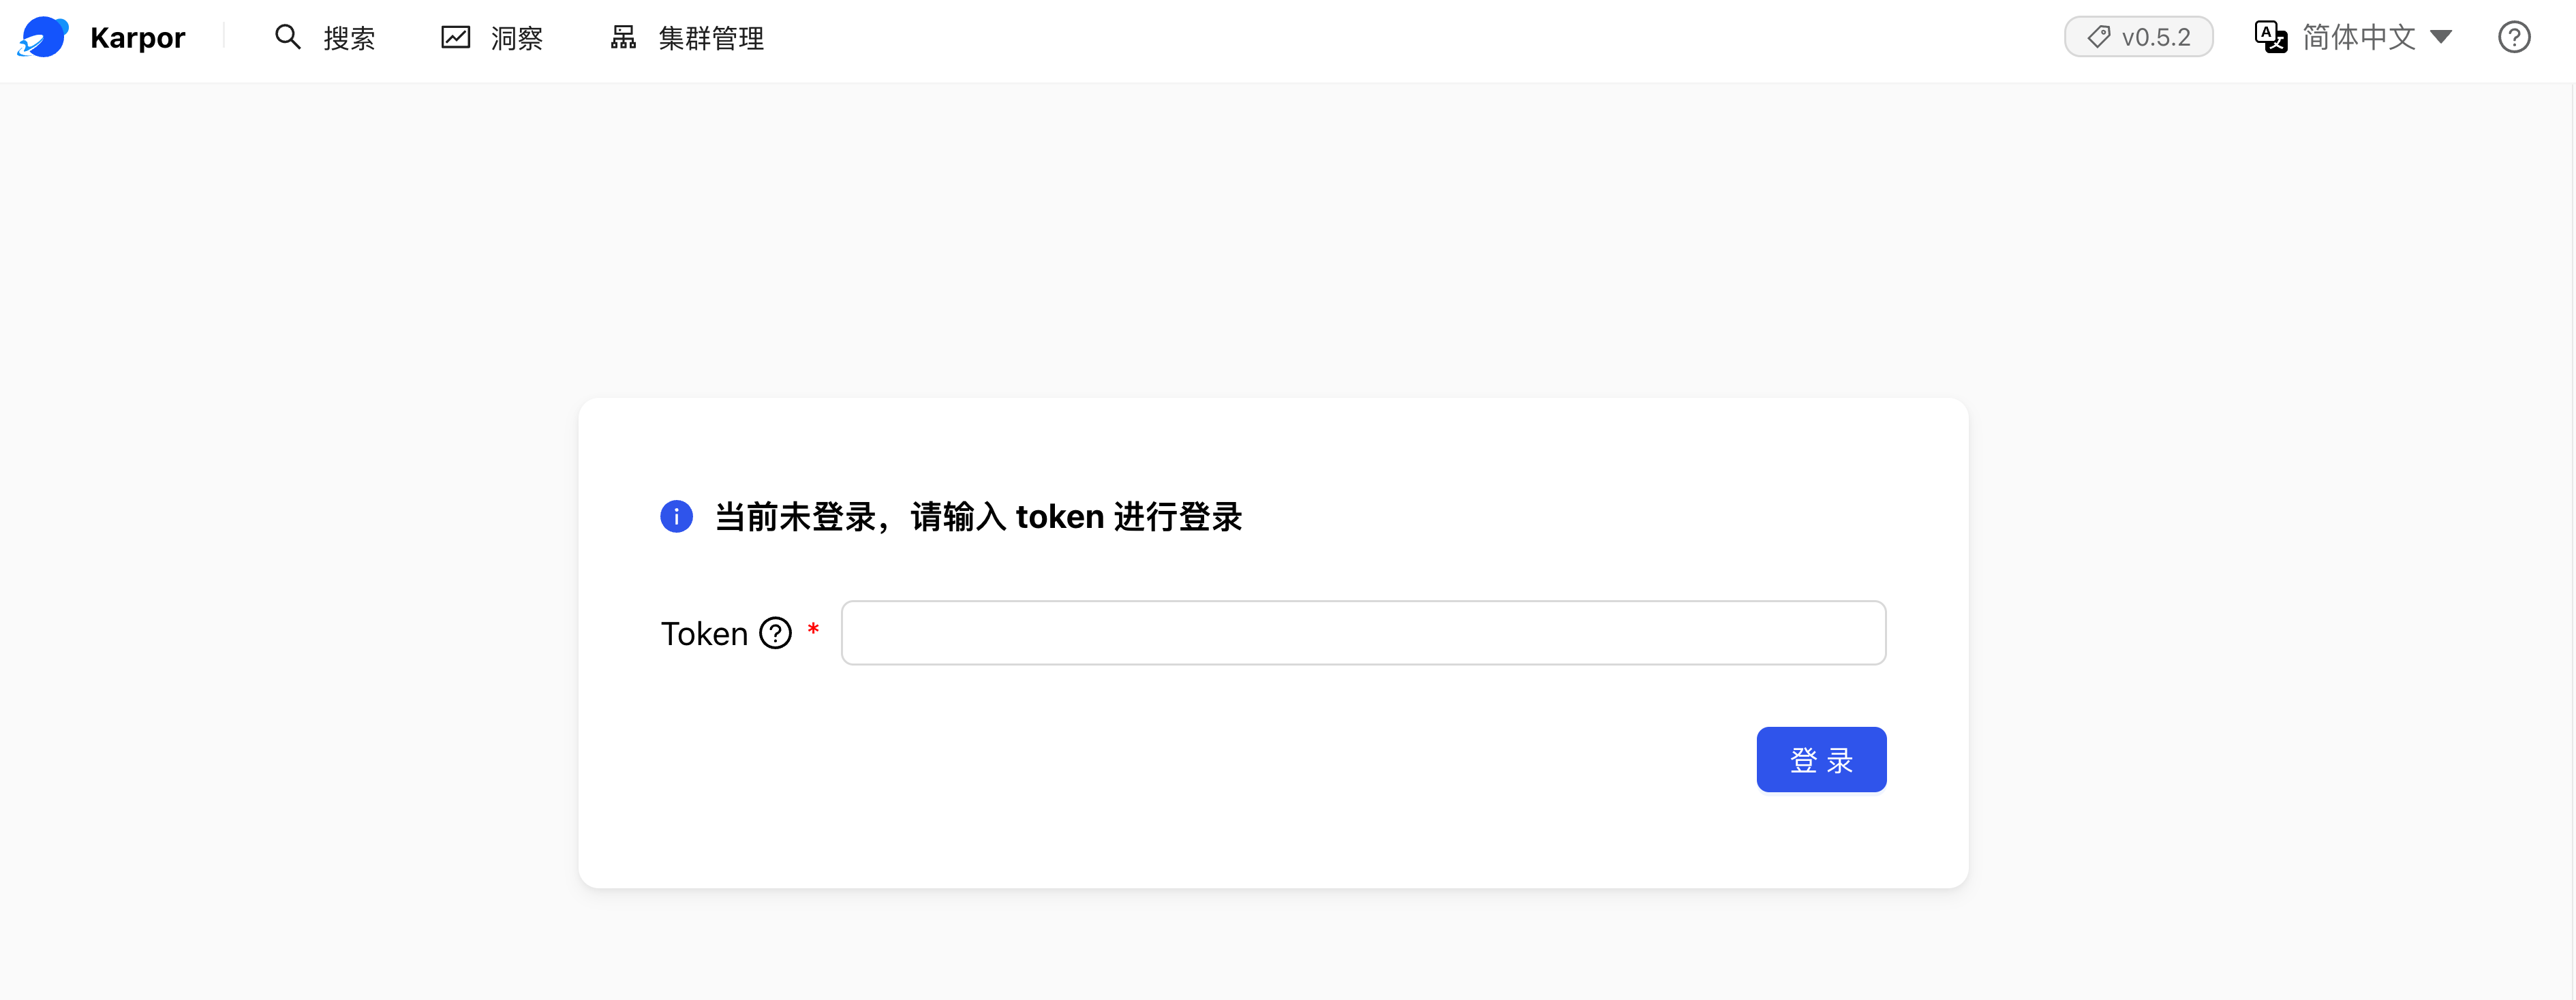 Karpor 搜索 洞察 集群管理 v0.5.2 简体中文
当前未登录，请输入 token 进行登录
Token *
登 录